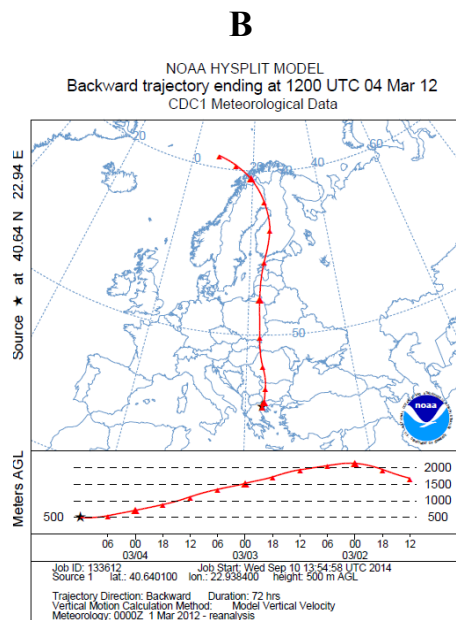 B
NOAA HYSPLIT MODEL
Backward trajectory ending at 1200 UTC 04 Mar 12
CDC1 Meteorological Data
Source ★ at 40.64 N 22.94 E
20
0
20
40
60
50
noaa
Meters AGL
500
2000
1500
1000
500
06 00 18 12 06 00 18 12 06 00 18 12
03/04 03/03 03/02
Job ID: 133612 Job Start: Wed Sep 10 13:54:58 UTC 2014
Source 1 lat.: 40.640100 lon.: 22.938400 height: 500 m AGL
Trajectory Direction: Backward Duration: 72 hrs
Vertical Motion Calculation Method: Model Vertical Velocity
Meteorology: 0000Z 1 Mar 2012 - reanalysis